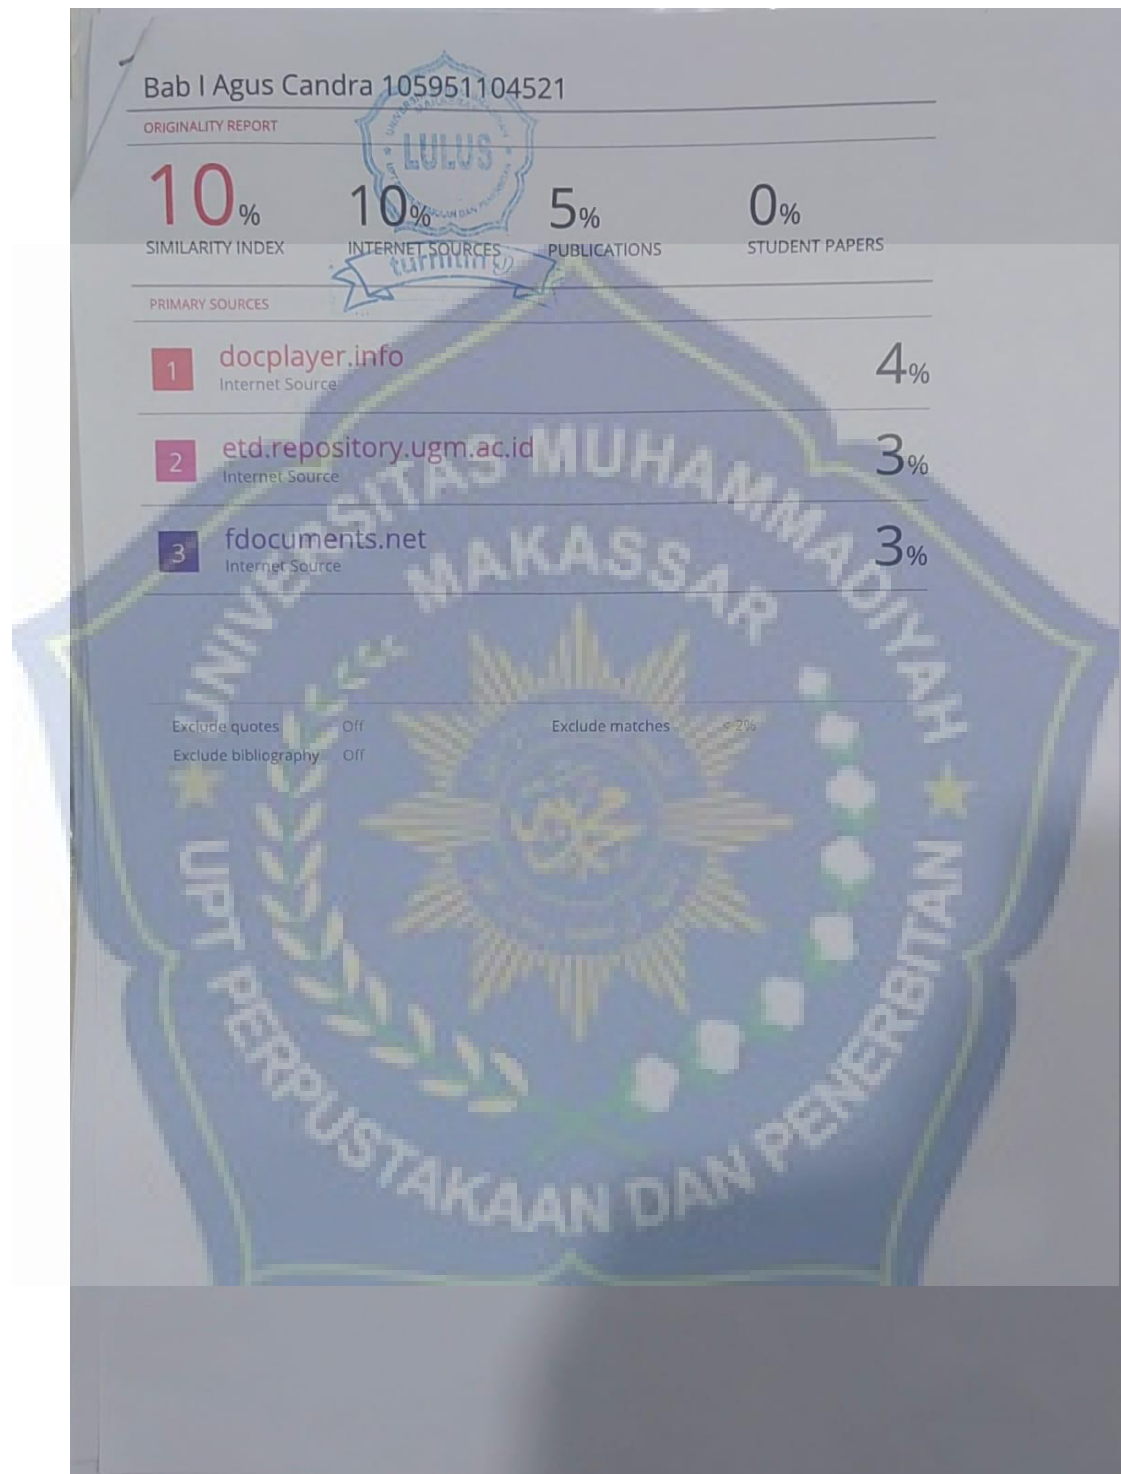 Bab I Agus Candra 105951104521
ORIGINALITY REPORT
LULUS
10%
10%
5%
0%
SIMILARITY INDEX
INTERNET SOURCES
PUBLICATIONS
STUDENT PAPERS
turnitin
PRIMARY SOURCES
1
docplayer.info
4%
Internet Source
2
etd.repository.ugm.ac.id
3%
Internet Source
3
fdocuments.net
3%
Internet Source
Exclude quotes
Off
Exclude matches
< 2%
Exclude bibliography
Off
UNIVERSITAS MUHAMMADIYAH
MAKASSAR
UPT PERPUSTAKAAN DAN PENERBITAN